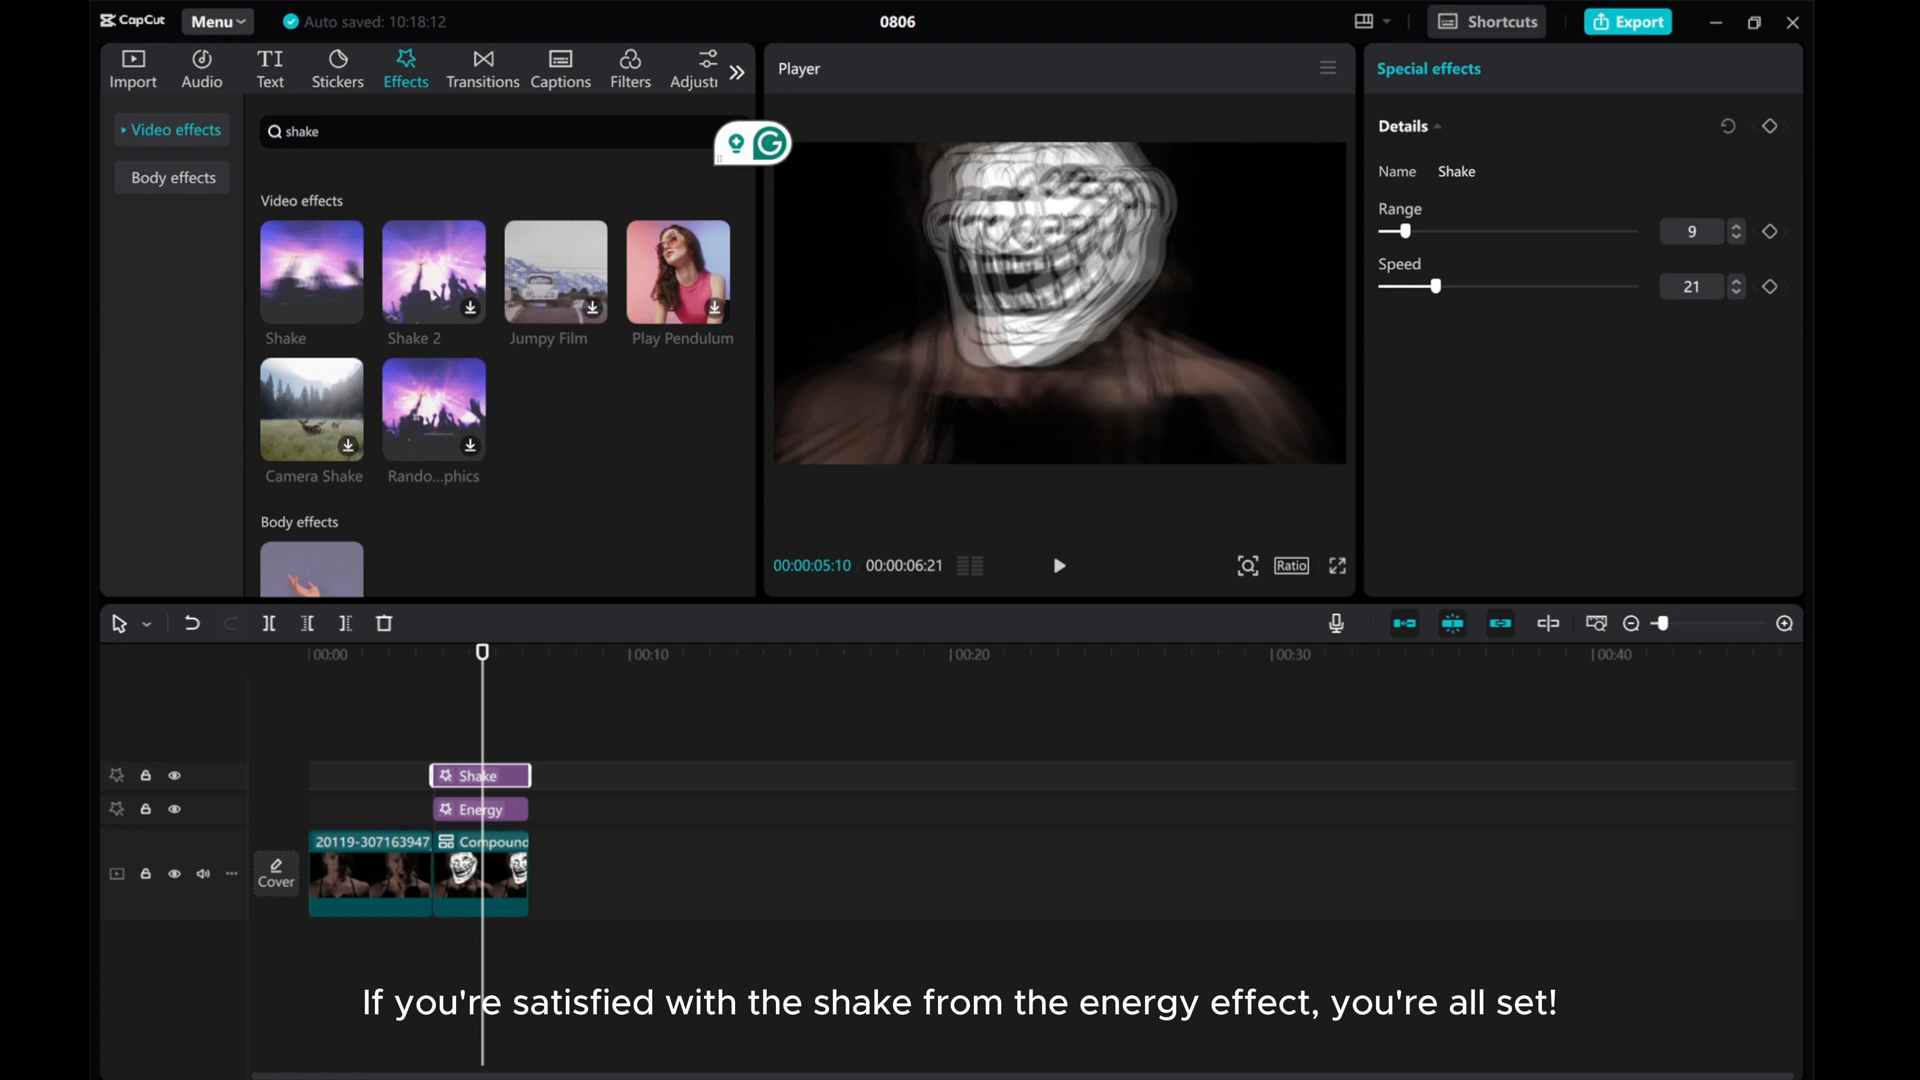 CapCut
Menu
Auto saved: 10:18:12
0806
Shortcuts
Export
Import
Audio
TI
Text
Stickers
Effects
Transitions
Captions
Filters
Adjustr
Player
Special effects
Video effects
Body effects
shake
G
Video effects
Shake
Shake 2
Jumpy Film
Play Pendulum
Camera Shake
Rando...phics
Body effects
Details
Name Shake
Range
9
Speed
21
00:00:05:10 00:00:06:21
Ratio
00:00
00:10
00:20
00:30
00:40
Shake
Energy
20119-307163947
Compound
Cover
If you're satisfied with the shake from the energy effect, you're all set!